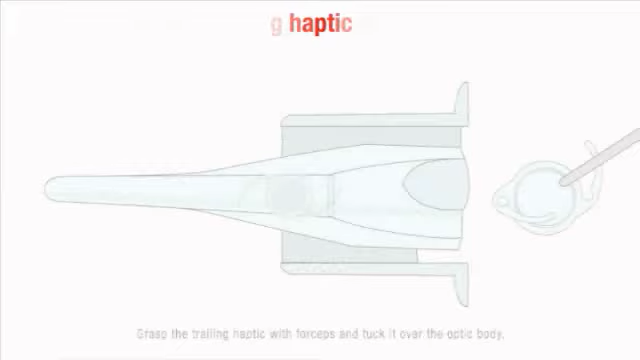 g haptic
Grasp the trailing haptic with forceps and tuck it over the optic body.